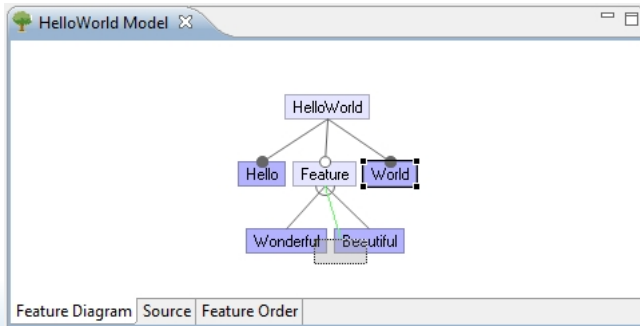 HelloWorld Model
HelloWorld
Hello Feature World
Wonderful Beautiful
Feature Diagram Source Feature Order